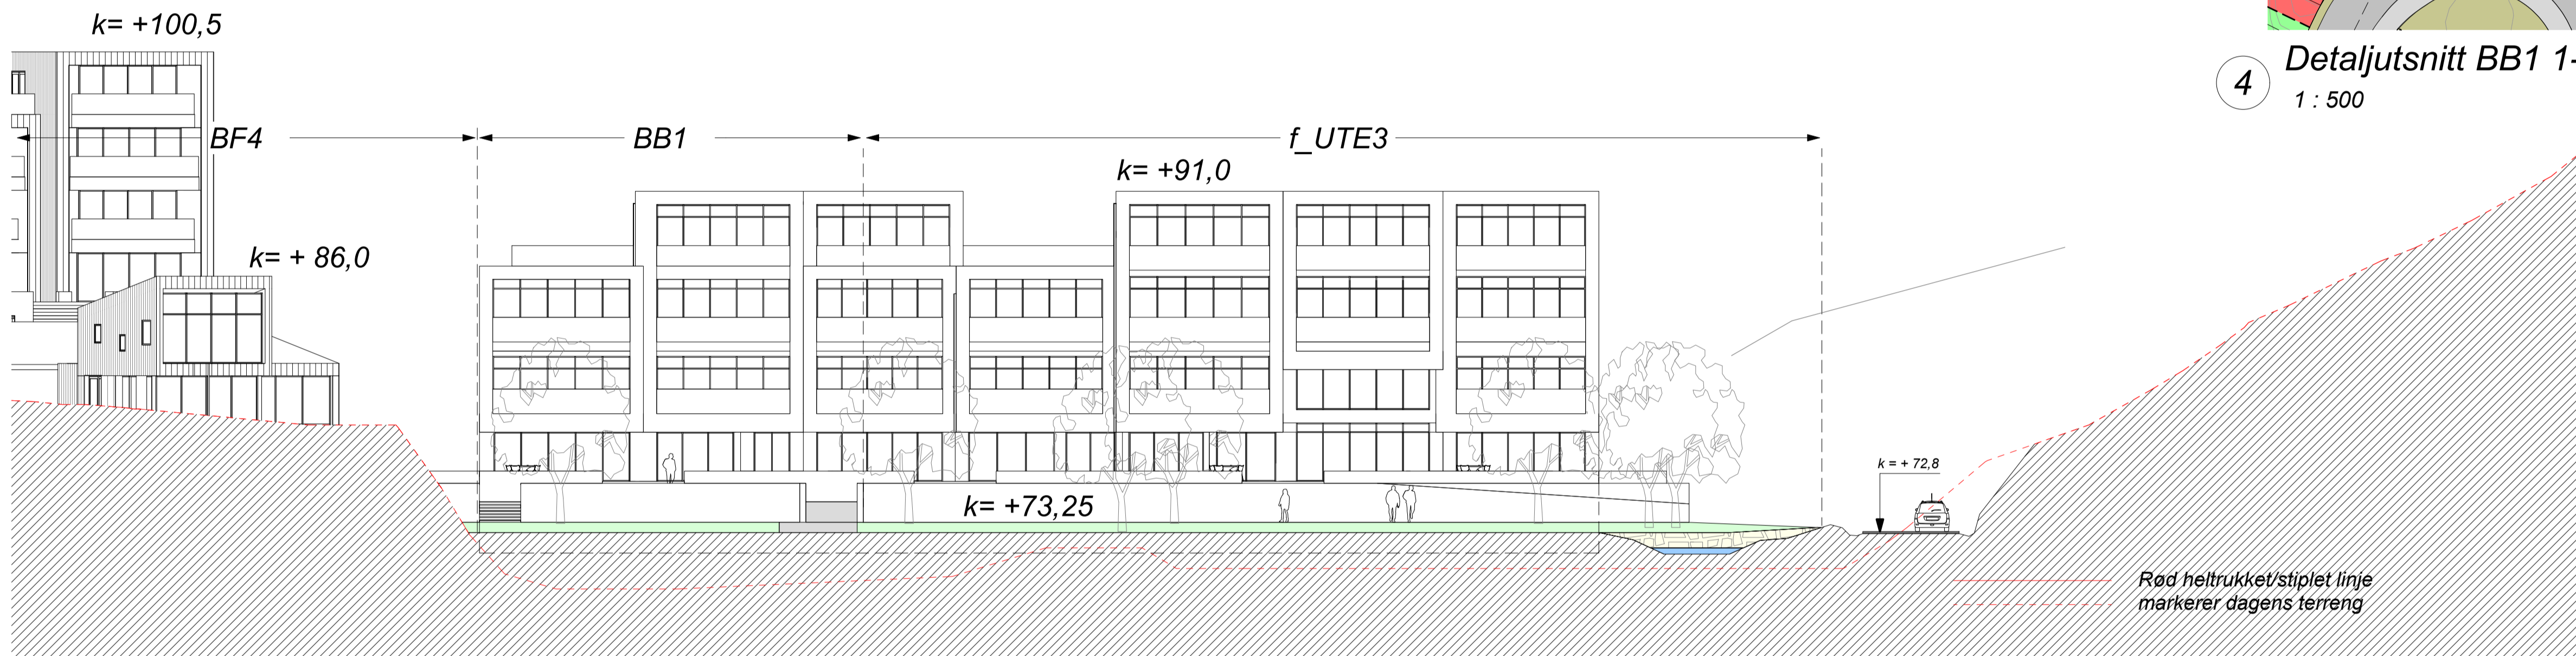 k= +100,5
4
Detaljutsnitt BB1 1-
1 : 500
BF4
BB1
f_UTE3
k= +91,0
k= + 86,0
k= + 72,8
k= +73,25
Rød heltrukket/stiplet linje
markerer dagens terreng